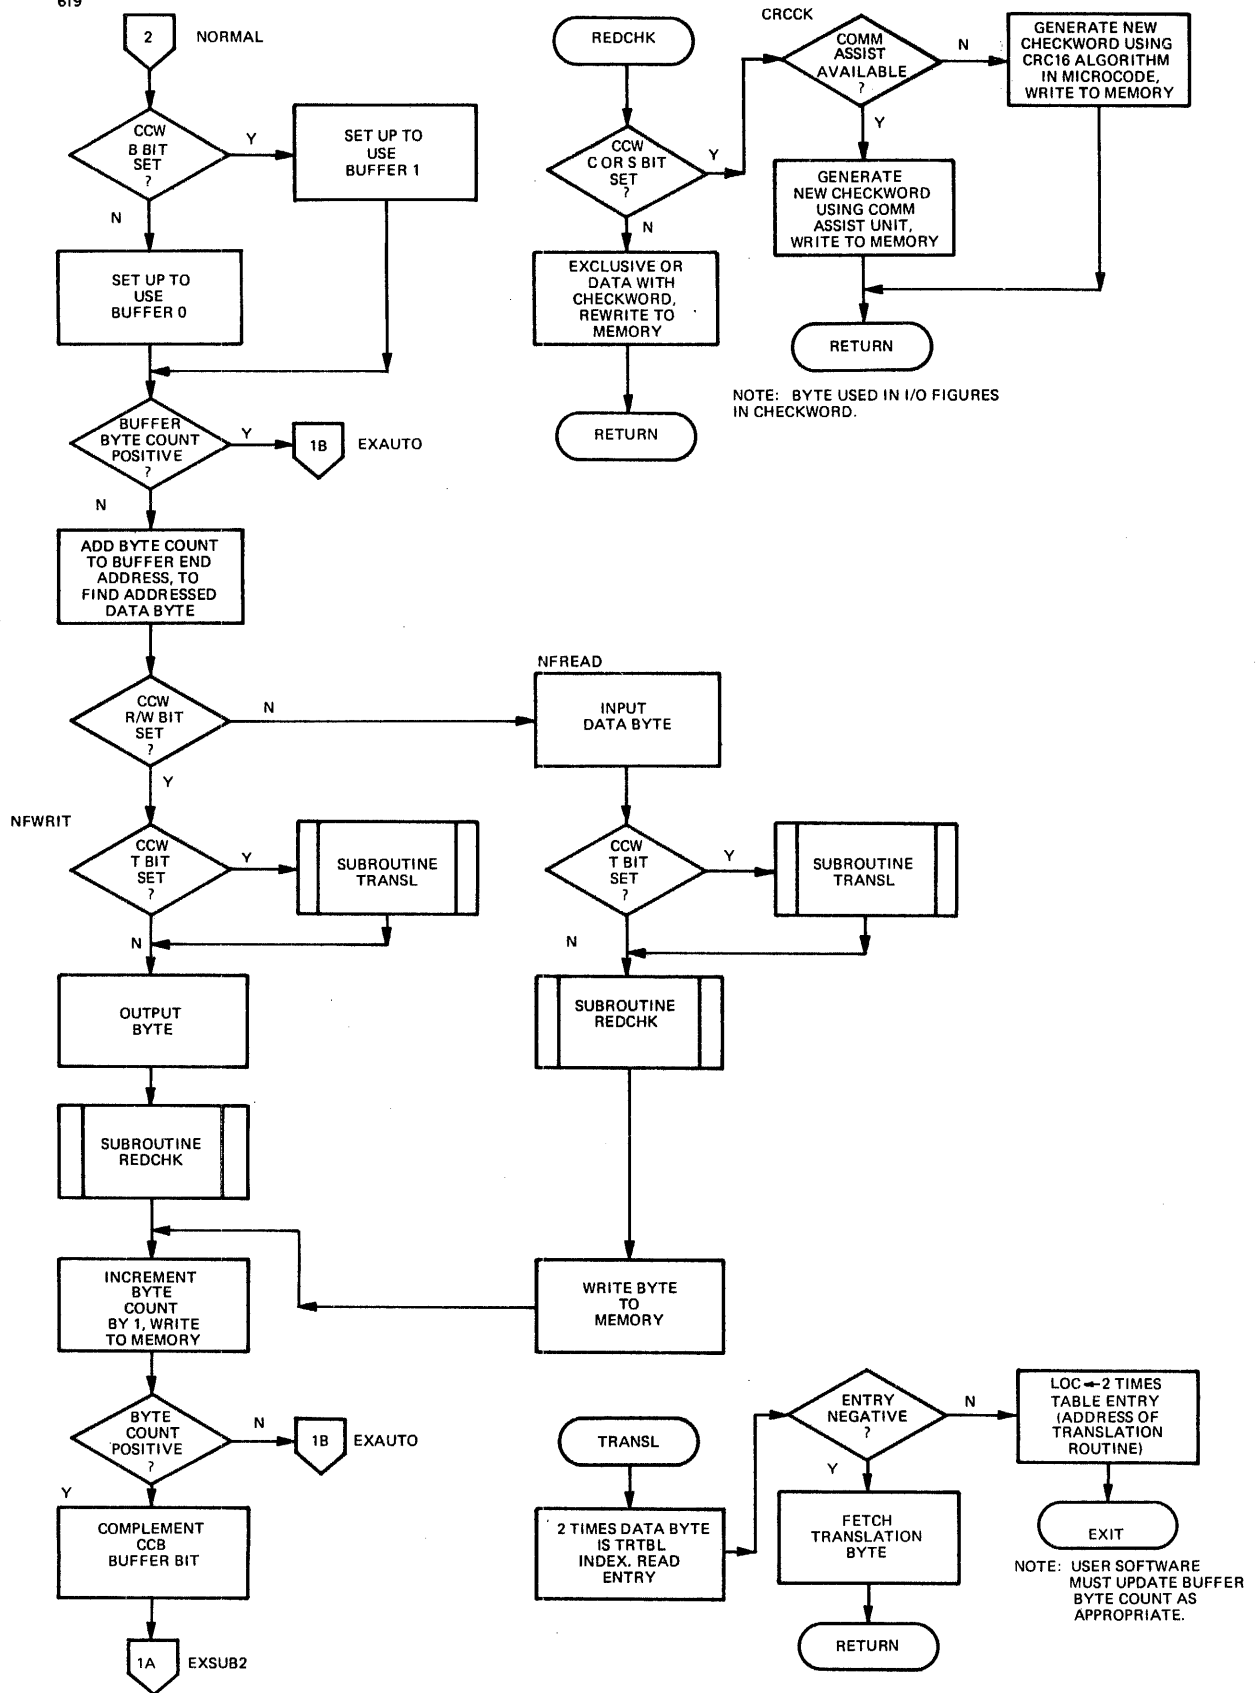 619
2
NORMAL
CCW
B BIT
SET
?
Y
N
SET UP TO
USE
BUFFER 1
SET UP TO
USE
BUFFER 0
BUFFER
BYTE COUNT
POSITIVE
?
Y
1B
EXAUTO
N
ADD BYTE COUNT
TO BUFFER END
ADDRESS, TO
FIND ADDRESSED
DATA BYTE
CCW
R/W BIT
SET
?
N
Y
NFWRIT
CCW
T BIT
SET
?
Y
SUBROUTINE
TRANSL
N
OUTPUT
BYTE
SUBROUTINE
REDCHK
INCREMENT
BYTE
COUNT
BY 1, WRITE
TO MEMORY
BYTE
COUNT
POSITIVE
?
N
1B
EXAUTO
Y
COMPLEMENT
CCB
BUFFER BIT
1A
EXSUB2
NFREAD
INPUT
DATA BYTE
CCW
T BIT
SET
?
Y
SUBROUTINE
TRANSL
N
SUBROUTINE
REDCHK
WRITE BYTE
TO
MEMORY
REDCHK
CCW
C OR S BIT
SET
?
Y
N
EXCLUSIVE OR
DATA WITH
CHECKWORD,
REWRITE TO
MEMORY
RETURN
CRCCK
COMM
ASSIST
AVAILABLE
?
N
Y
GENERATE NEW
CHECKWORD USING
CRC16 ALGORITHM
IN MICROCODE,
WRITE TO MEMORY
GENERATE
NEW CHECKWORD
USING COMM
ASSIST UNIT,
WRITE TO MEMORY
RETURN
NOTE: BYTE USED IN I/O FIGURES
IN CHECKWORD.
TRANSL
2 TIMES DATA BYTE
IS TRTBL
INDEX. READ
ENTRY
ENTRY
NEGATIVE
?
N
Y
LOC←2 TIMES
TABLE ENTRY
(ADDRESS OF
TRANSLATION
ROUTINE)
EXIT
NOTE: USER SOFTWARE
MUST UPDATE BUFFER
BYTE COUNT AS
APPROPRIATE.
FETCH
TRANSLATION
BYTE
RETURN